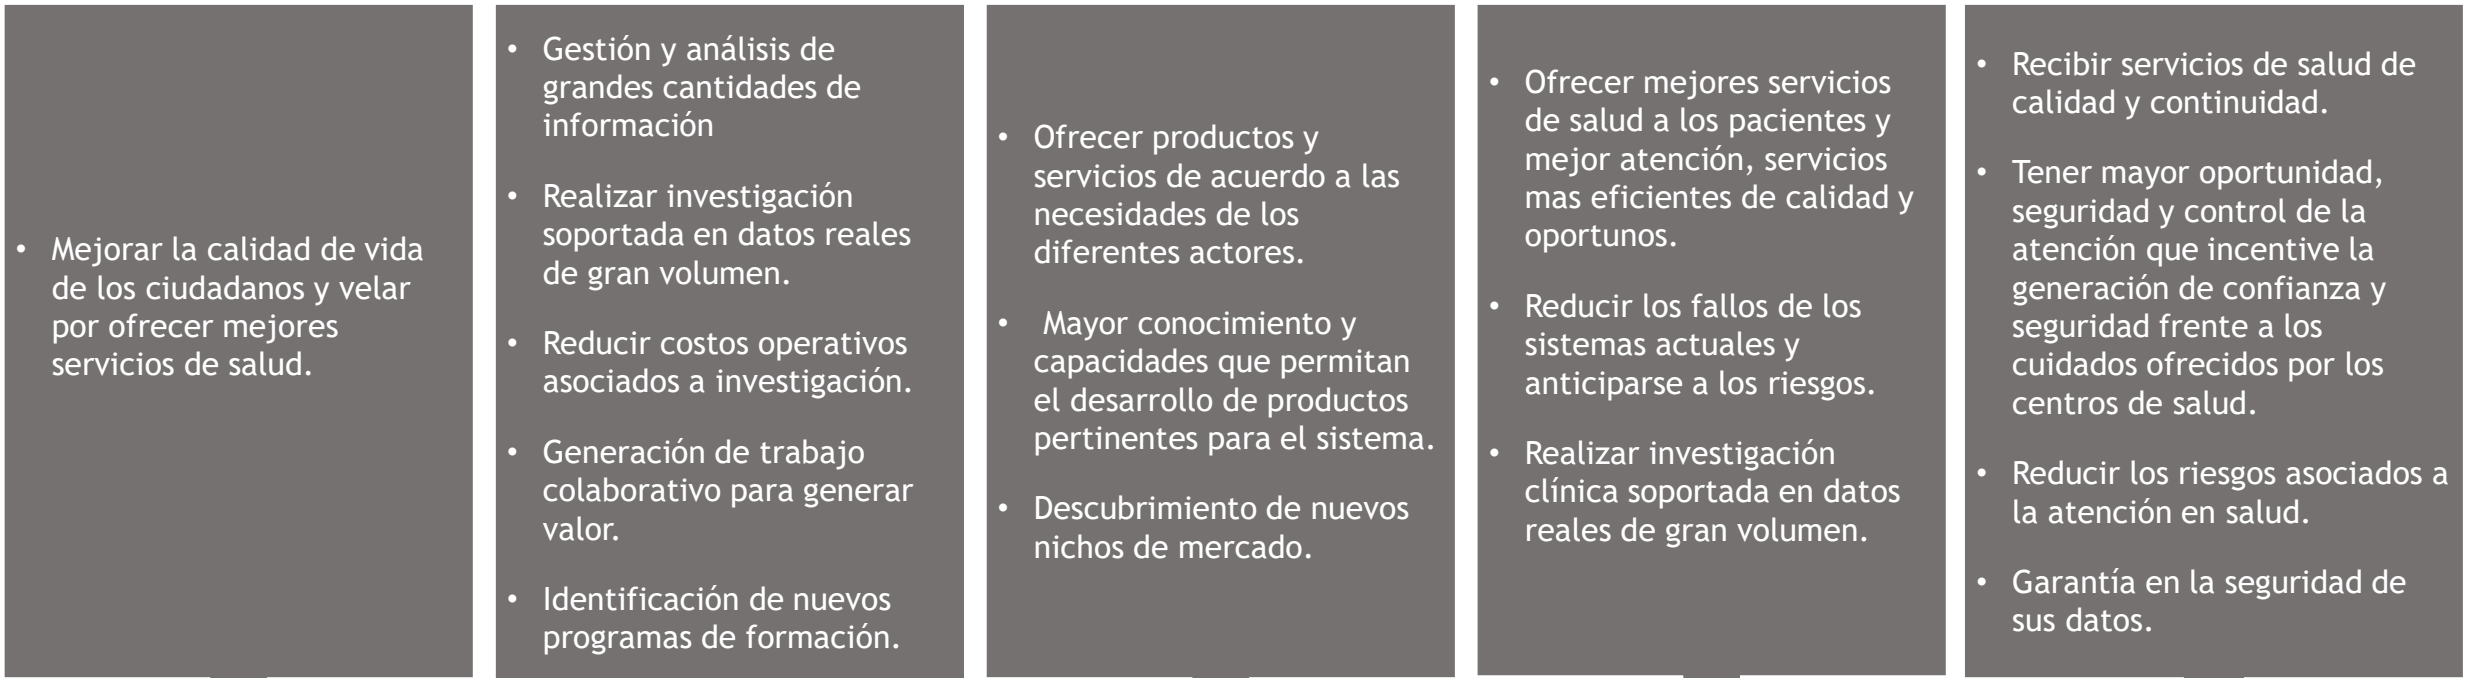 • Mejorar la calidad de vida
de los ciudadanos y velar
por ofrecer mejores
servicios de salud.
• Gestión y análisis de
grandes cantidades de
información
• Realizar investigación
soportada en datos reales
de gran volumen.
• Reducir costos operativos
asociados a investigación.
• Generación de trabajo
colaborativo para generar
valor.
• Identificación de nuevos
programas de formación.
• Ofrecer productos y
servicios de acuerdo a las
necesidades de los
diferentes actores.
• Mayor conocimiento y
capacidades que permitan
el desarrollo de productos
pertinentes para el sistema.
• Descubrimiento de nuevos
nichos de mercado.
• Ofrecer mejores servicios
de salud a los pacientes y
mejor atención, servicios
mas eficientes de calidad y
oportunos.
• Reducir los fallos de los
sistemas actuales y
anticiparse a los riesgos.
• Realizar investigación
clínica soportada en datos
reales de gran volumen.
• Recibir servicios de salud de
calidad y continuidad.
• Tener mayor oportunidad,
seguridad y control de la
atención que incentive la
generación de confianza y
seguridad frente a los
cuidados ofrecidos por los
centros de salud.
• Reducir los riesgos asociados a
la atención en salud.
• Garantía en la seguridad de
sus datos.